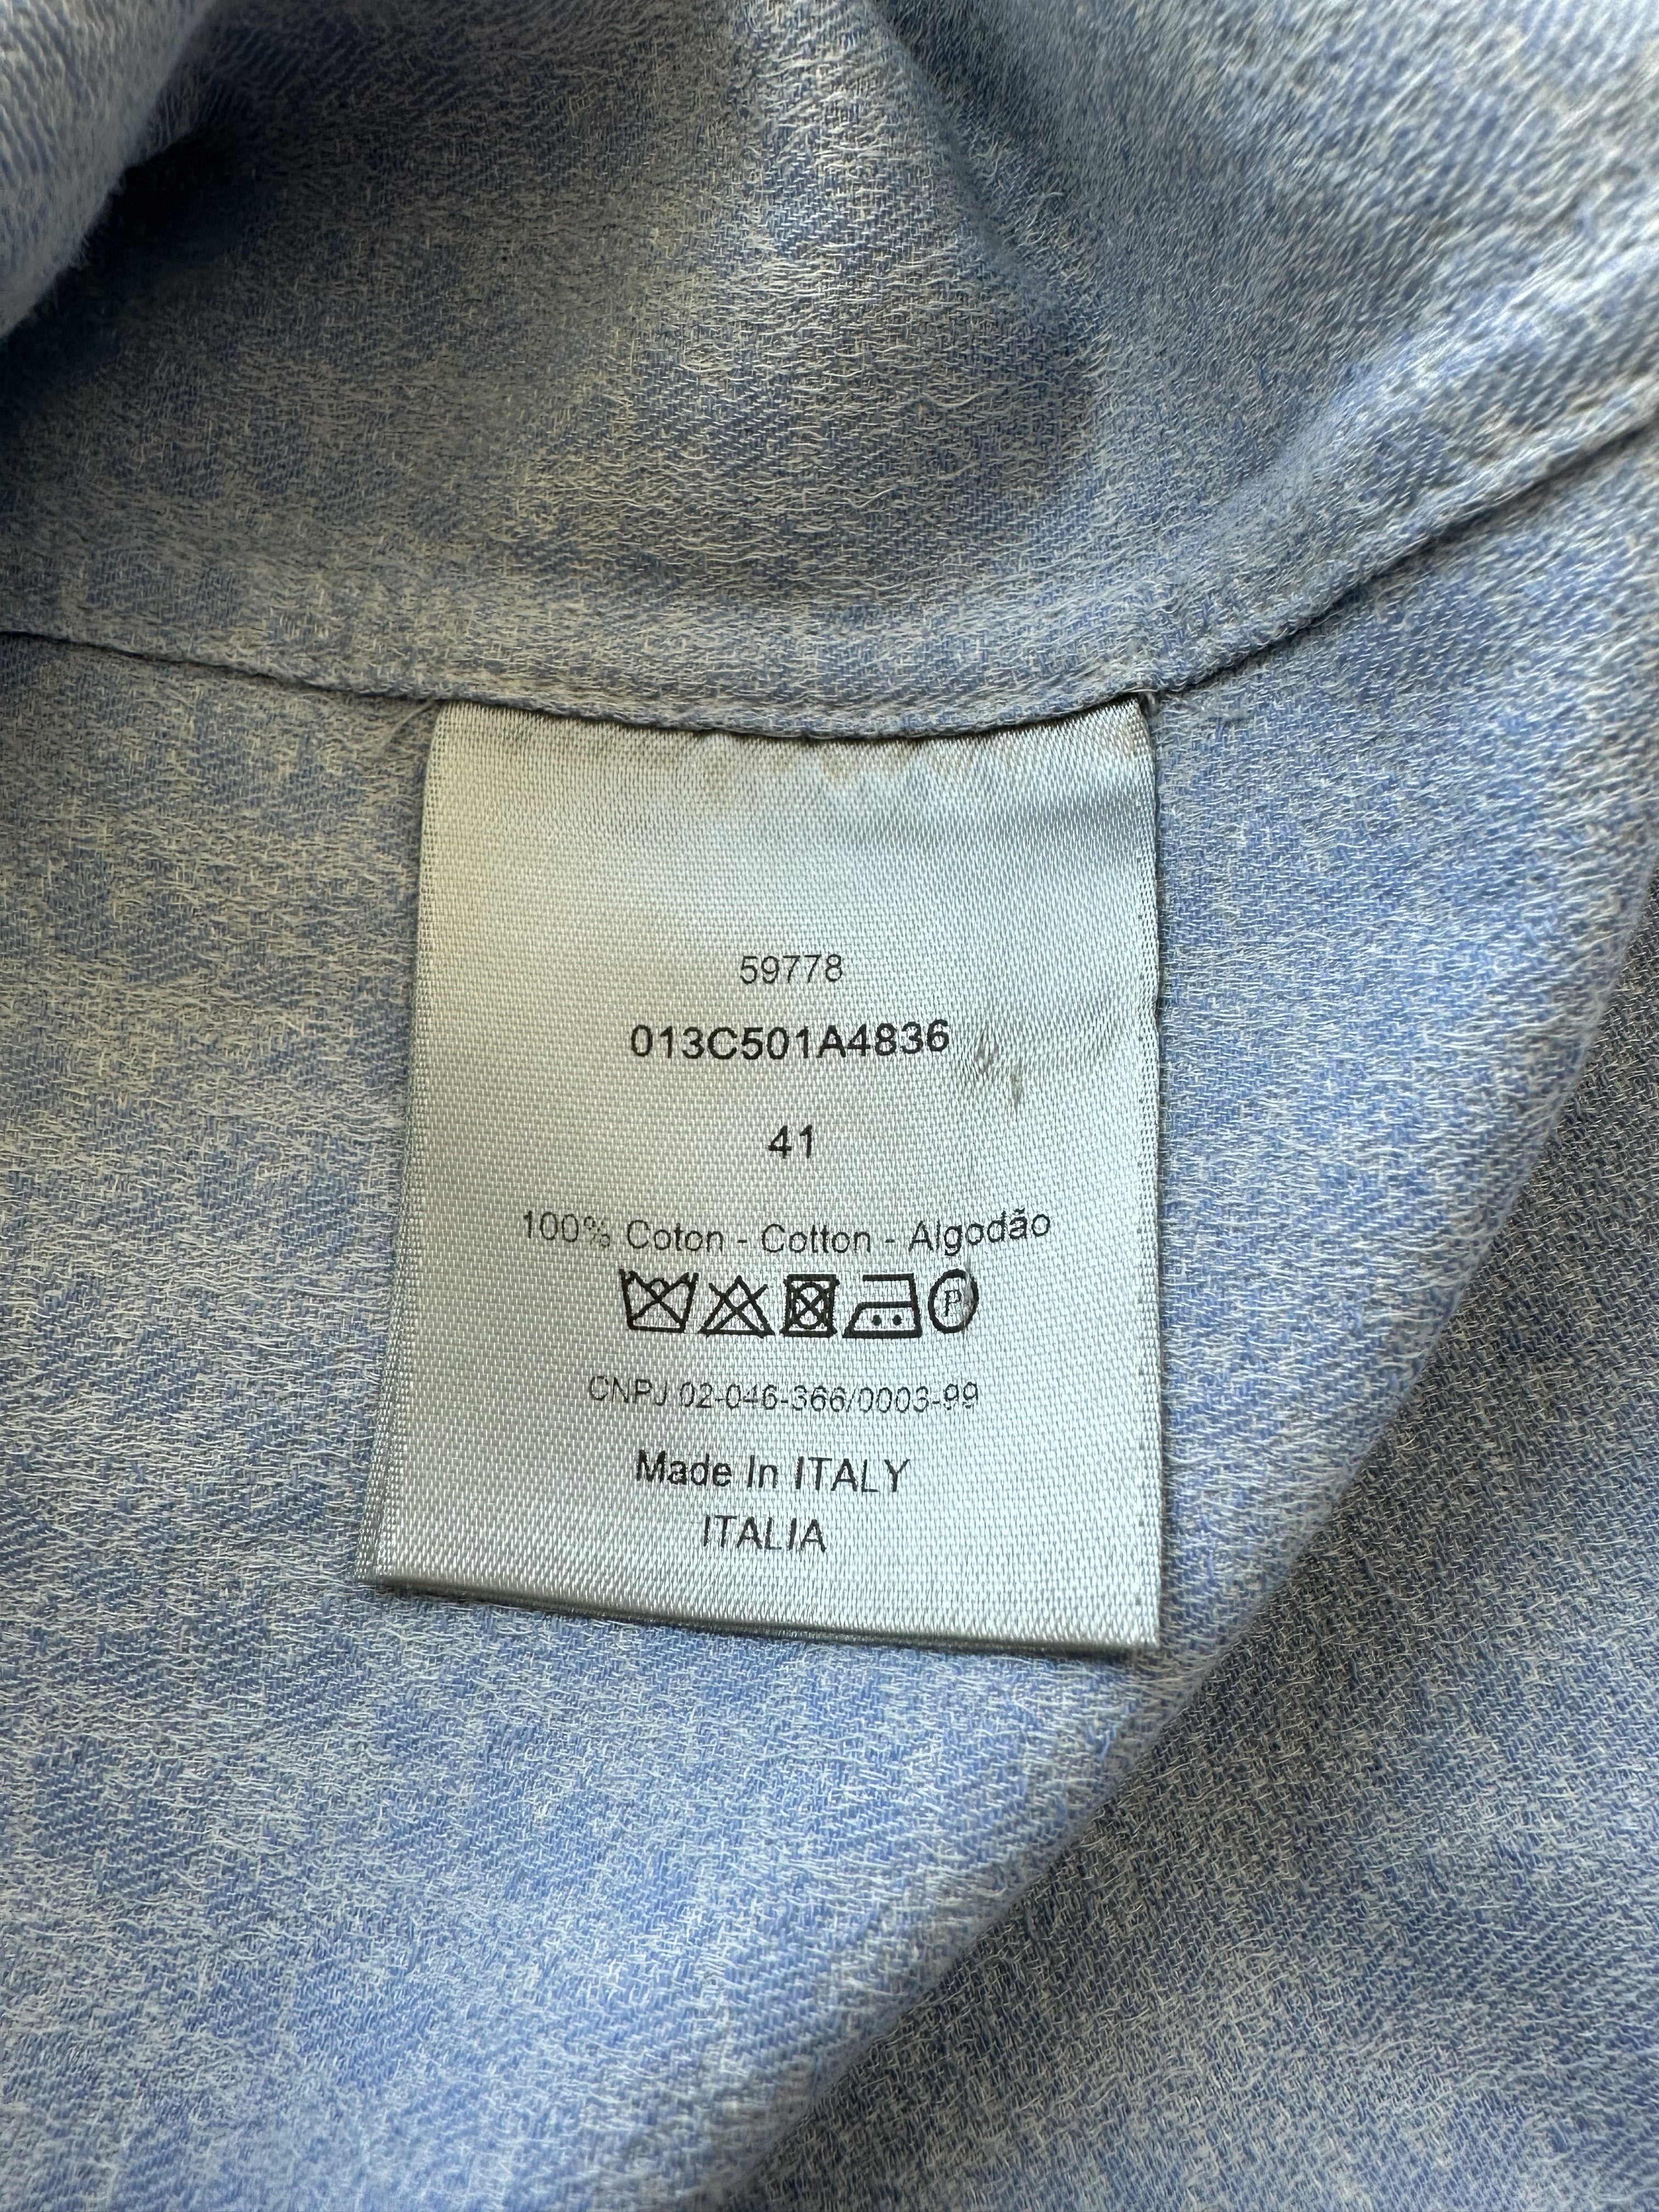 59778
013C501A4836
41
100% Coton - Cotton - Algodão
P
CNPJ 02-046-366/0003-99
Made In ITALY
ITALIA